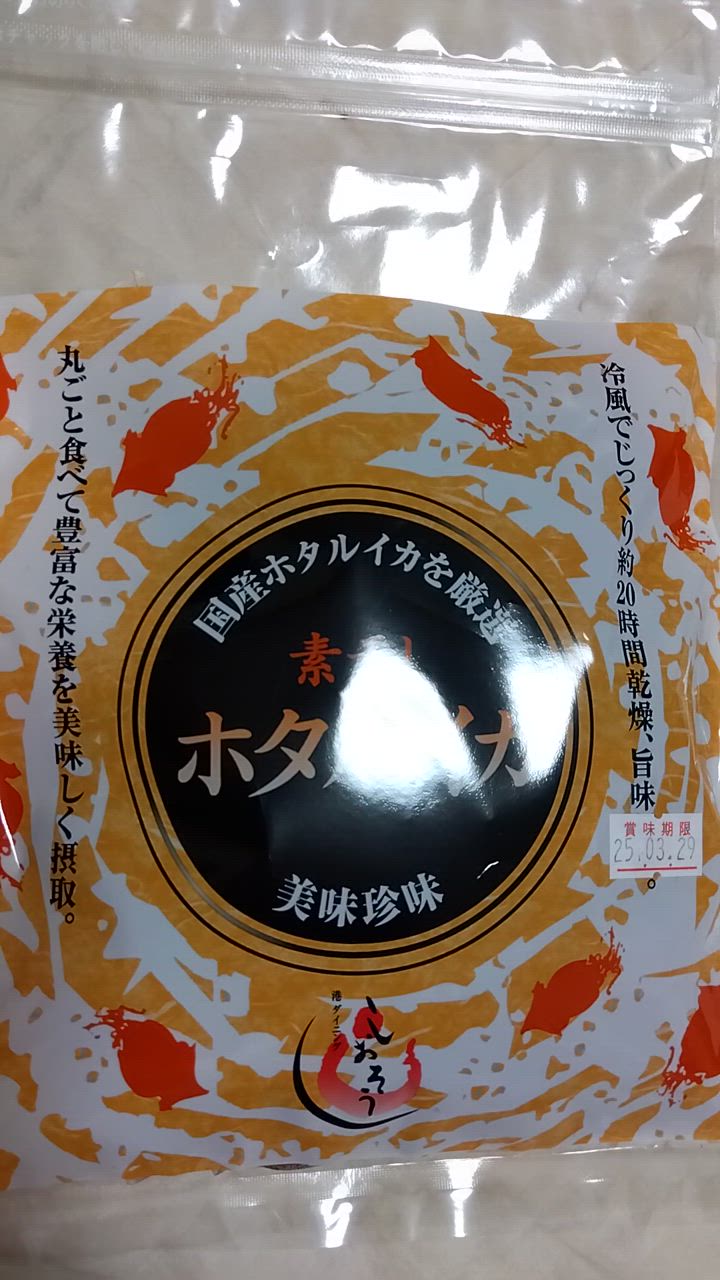 冷風でじっくり約20時間乾燥、旨味
。
丸ごと食べて豊富な栄養を美味しく摂取。
国産ホタルイカを厳選
素
ホタルイカ
美味珍味
賞味期限
25.03.29
港ダイニング
しおそう